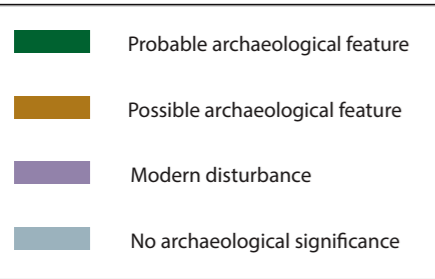 Probable archaeological feature
Possible archaeological feature
Modern disturbance
No archaeological significance